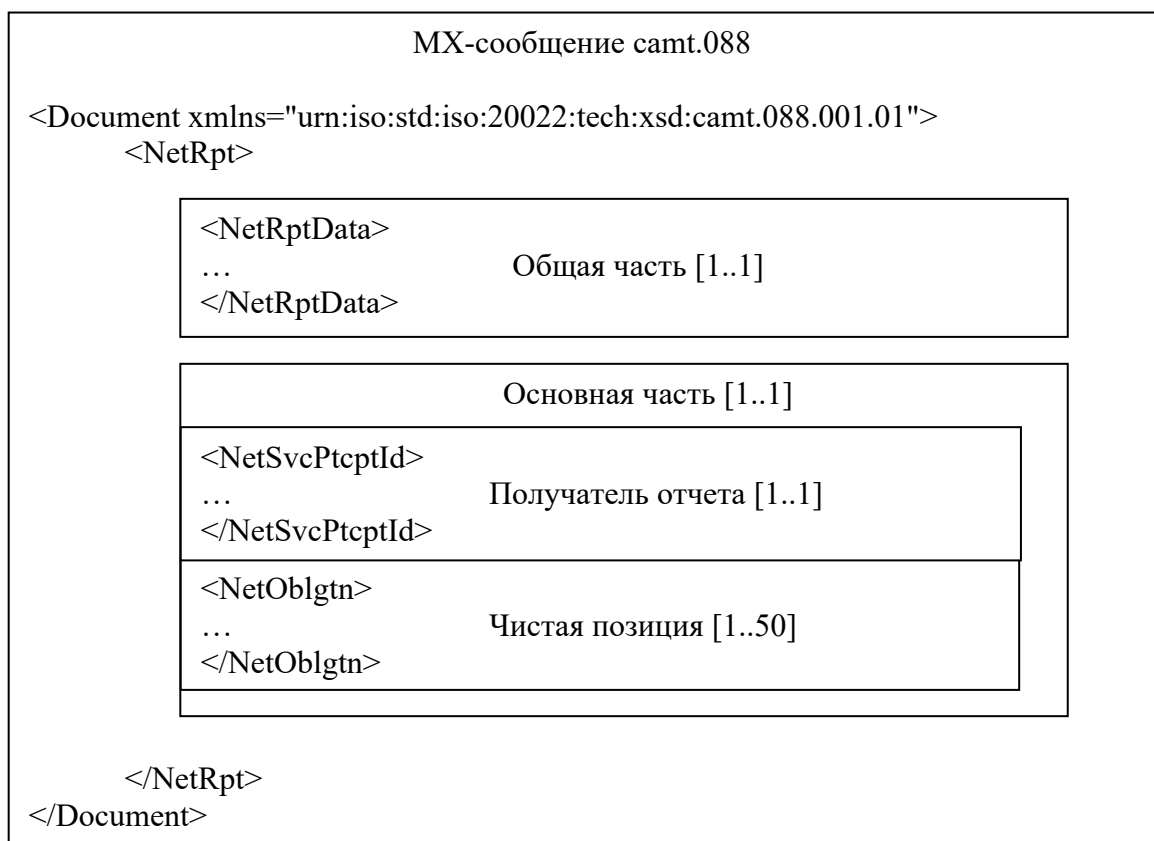 МХ-сообщение camt.088
<Document xmlns="urn:iso:std:iso:20022:tech:xsd:camt.088.001.01">
<NetRpt>
<NetRptData>
… Общая часть [1..1]
</NetRptData>
Основная часть [1..1]
<NetSvcPtcptId>
… Получатель отчета [1..1]
</NetSvcPtcptId>
<NetOblgtn>
… Чистая позиция [1..50]
</NetOblgtn>
</NetRpt>
</Document>